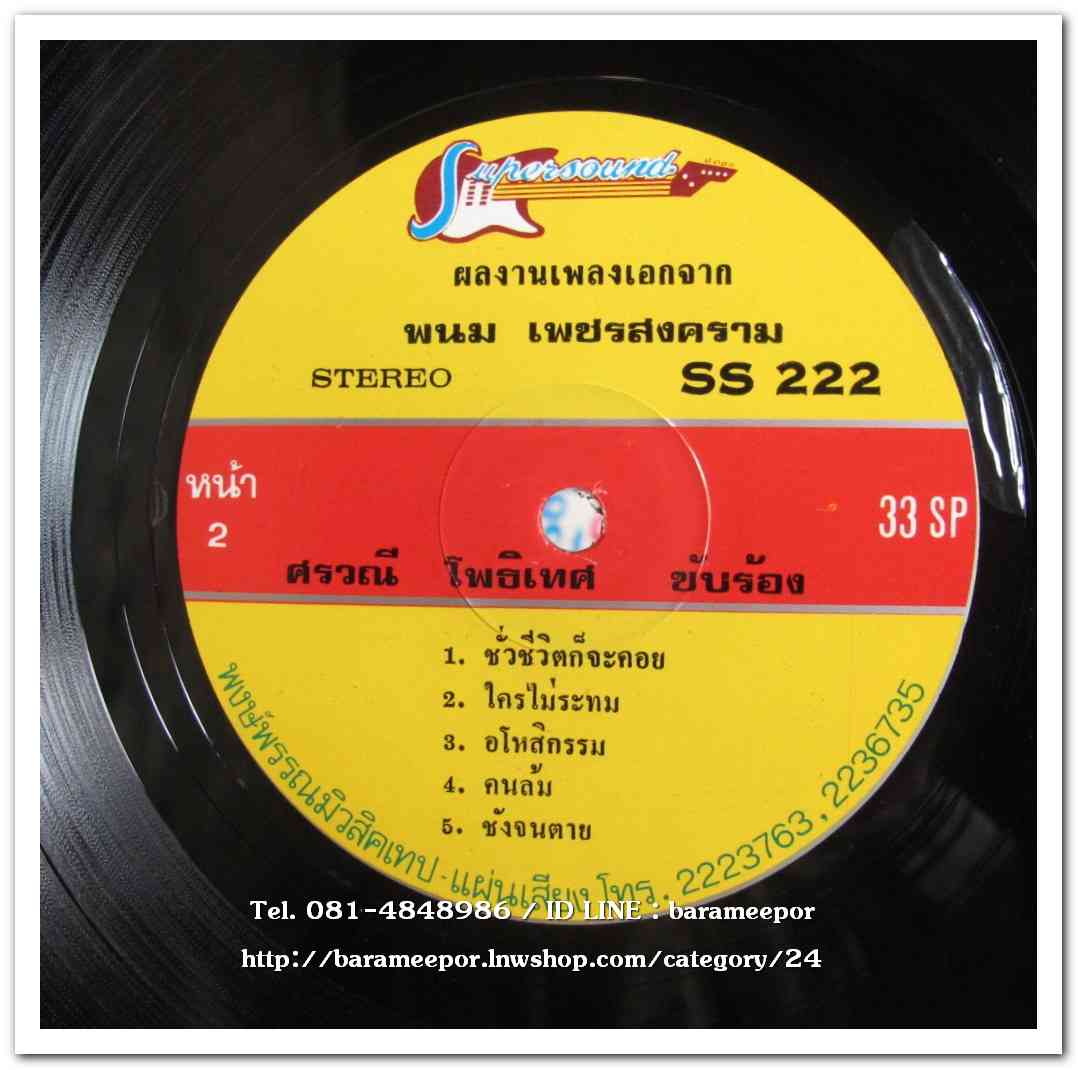 Supersound
ผลงานเพลงเอกจาก
พนม เพชรสงคราม
STEREO
SS 222
หน้า
2
33 SP
ศรวณี โพธิเทศ ขับร้อง
1. ชั่วชีวิตก็จะคอย
2. ใครไม่ระทม
3. อโหสิกรรม
4. คนล้ม
5. ชังจนตาย
พงษ์พรรณมิวสิคเทป-แผ่นเสียง โทร. 2223763, 2236735
Tel. 081-4848986 / ID LINE : barameepor
http://barameepor.lnwshop.com/category/24